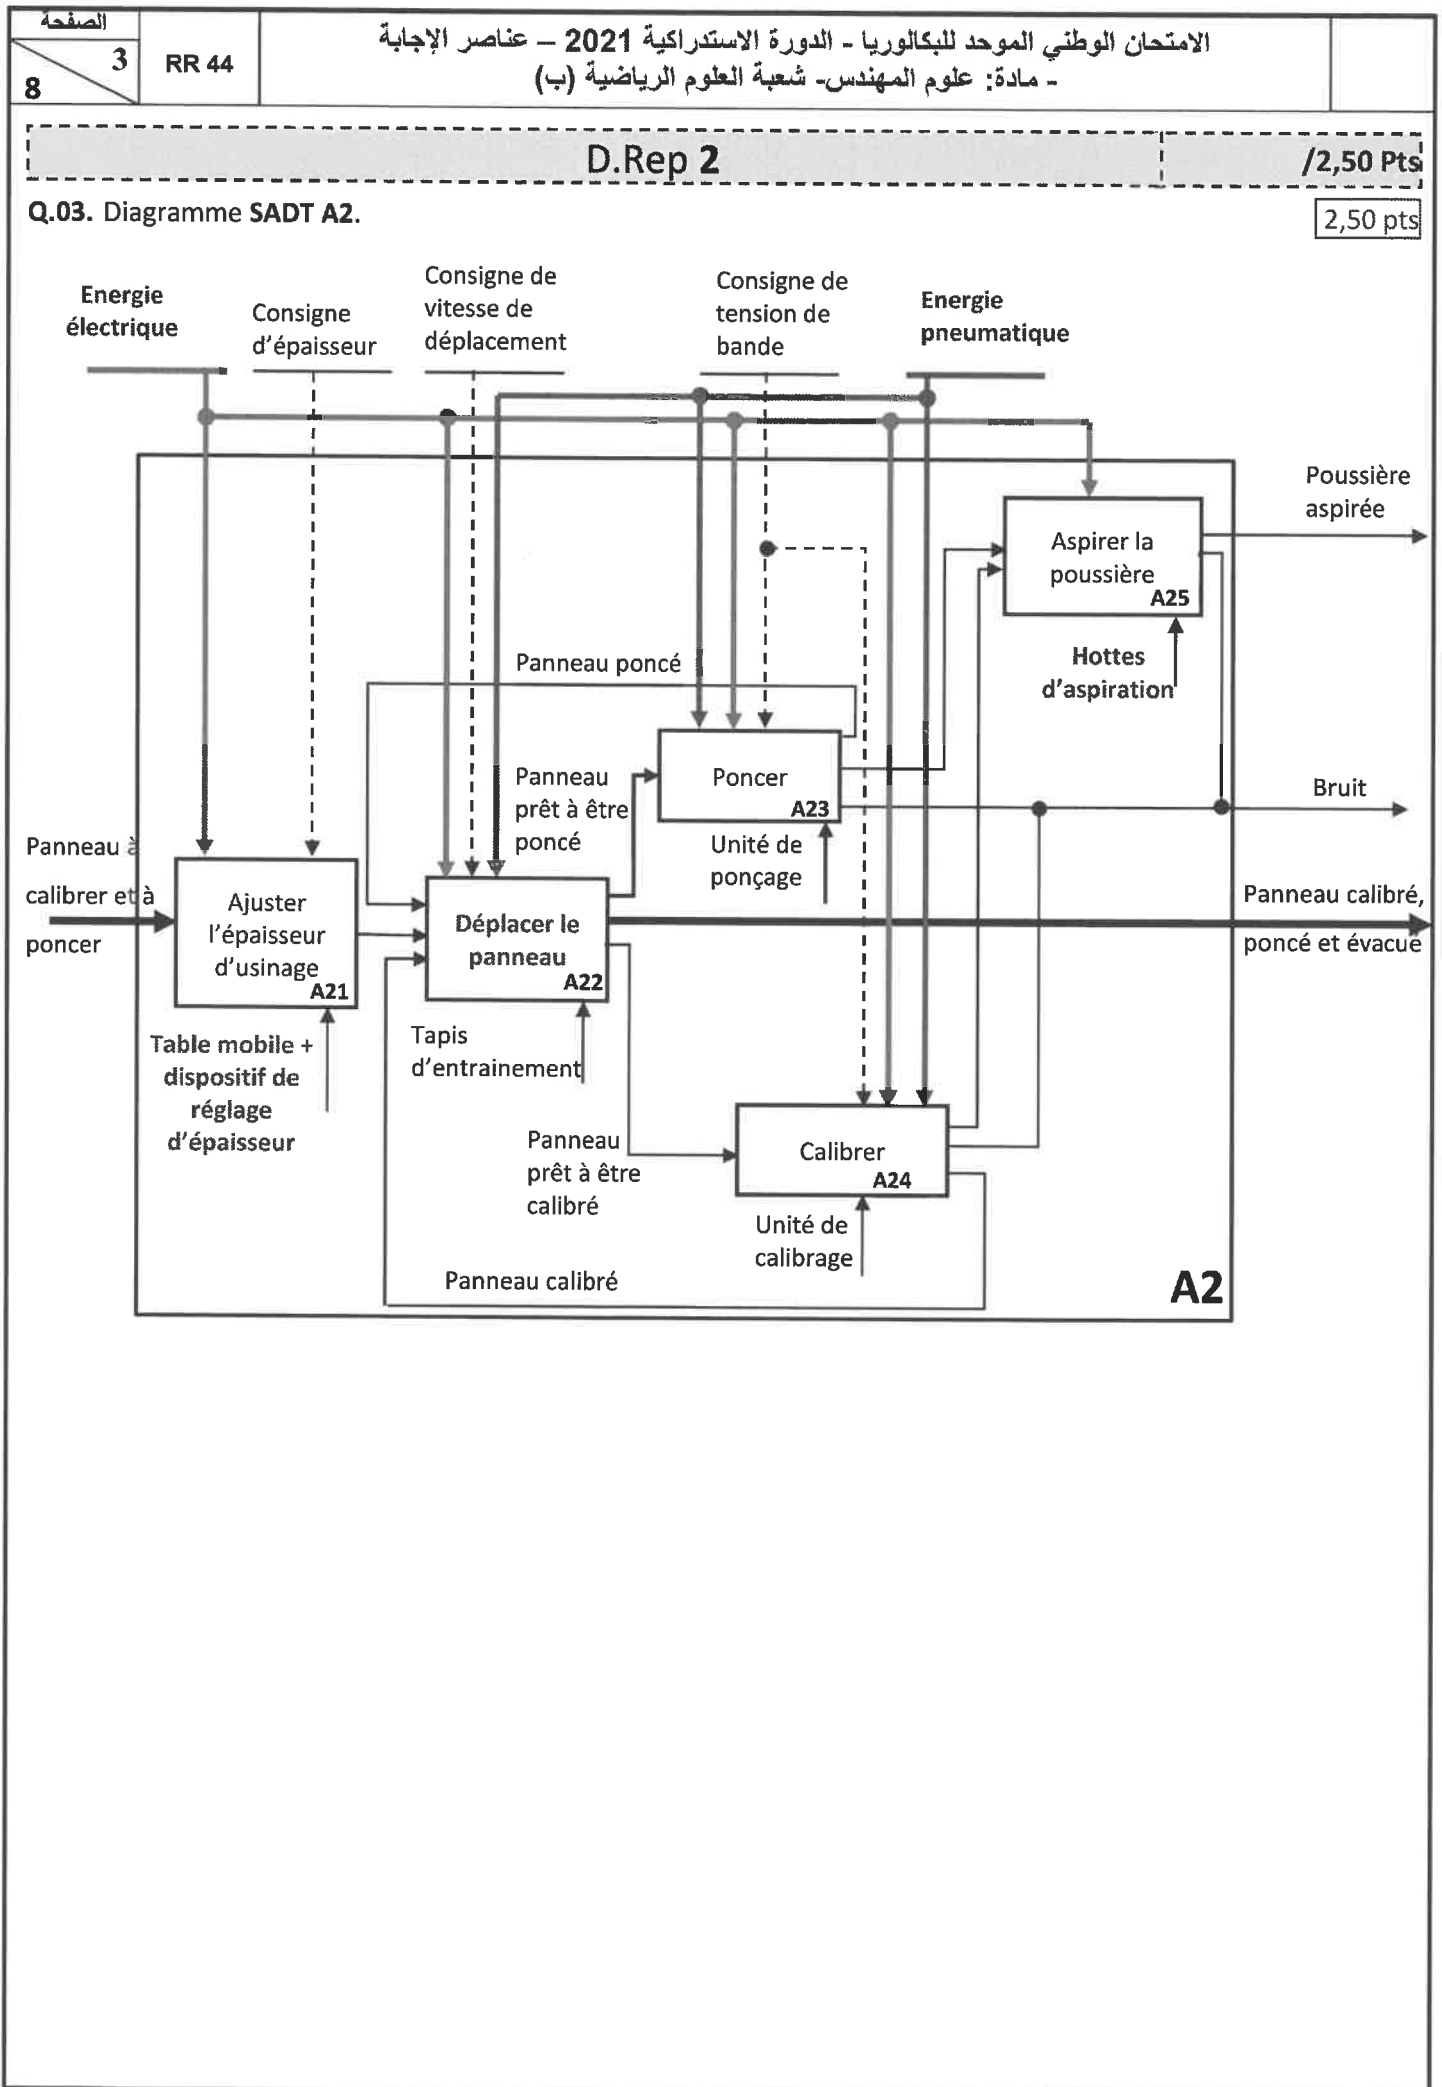 الصفحة
3
8
RR 44
الامتحان الوطني الموحد للبكالوريا - الدورة الاستدراكية 2021 – عناصر الإجابة
- مادة: علوم المهندس- شعبة العلوم الرياضية (ب)
D.Rep 2
/2,50 Pts
Q.03. Diagramme SADT A2.
2,50 pts
Energie
électrique
Consigne
d'épaisseur
Consigne de
vitesse de
déplacement
Consigne de
tension de
bande
Energie
pneumatique
Poussière
aspirée
Aspirer la
poussière
A25
Hottes
d'aspiration
Panneau poncé
Panneau
prêt à être
poncé
Poncer
A23
Unité de
ponçage
Bruit
Panneau à
calibrer et à
poncer
Ajuster
l'épaisseur
d'usinage
A21
Table mobile +
dispositif de
réglage
d'épaisseur
Déplacer le
panneau
A22
Tapis
d'entrainement
Panneau calibré,
poncé et évacué
Panneau
prêt à être
calibré
Calibrer
A24
Unité de
calibrage
Panneau calibré
A2